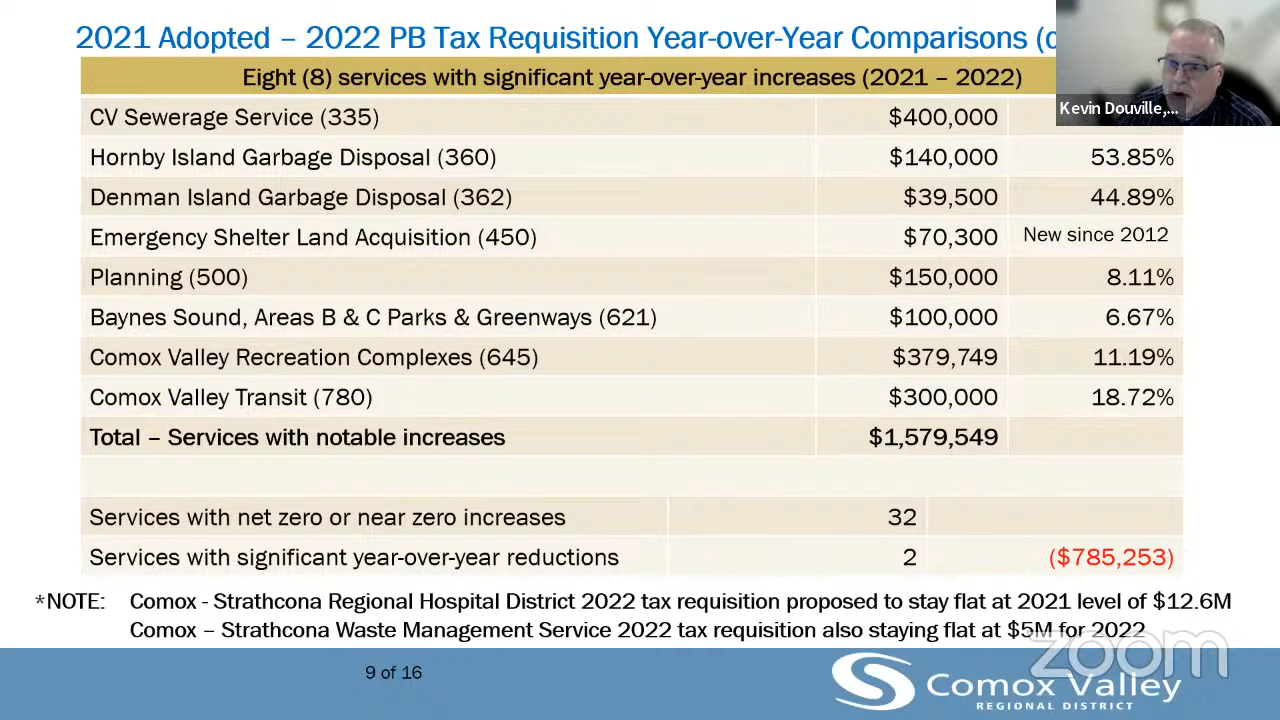 2021 Adopted – 2022 PB Tax Requisition Year-over-Year Comparisons (
Eight (8) services with significant year-over-year increases (2021 – 2022)
Kevin Douville,...
CV Sewerage Service (335) $400,000
Hornby Island Garbage Disposal (360) $140,000 53.85%
Denman Island Garbage Disposal (362) $39,500 44.89%
Emergency Shelter Land Acquisition (450) $70,300 New since 2012
Planning (500) $150,000 8.11%
Baynes Sound, Areas B & C Parks & Greenways (621) $100,000 6.67%
Comox Valley Recreation Complexes (645) $379,749 11.19%
Comox Valley Transit (780) $300,000 18.72%
Total – Services with notable increases $1,579,549
Services with net zero or near zero increases 32
Services with significant year-over-year reductions 2 ($785,253)
*NOTE: Comox - Strathcona Regional Hospital District 2022 tax requisition proposed to stay flat at 2021 level of $12.6M
Comox – Strathcona Waste Management Service 2022 tax requisition also staying flat at $5M for 2022
zoom
9 of 16
Comox Valley
REGIONAL DISTRICT